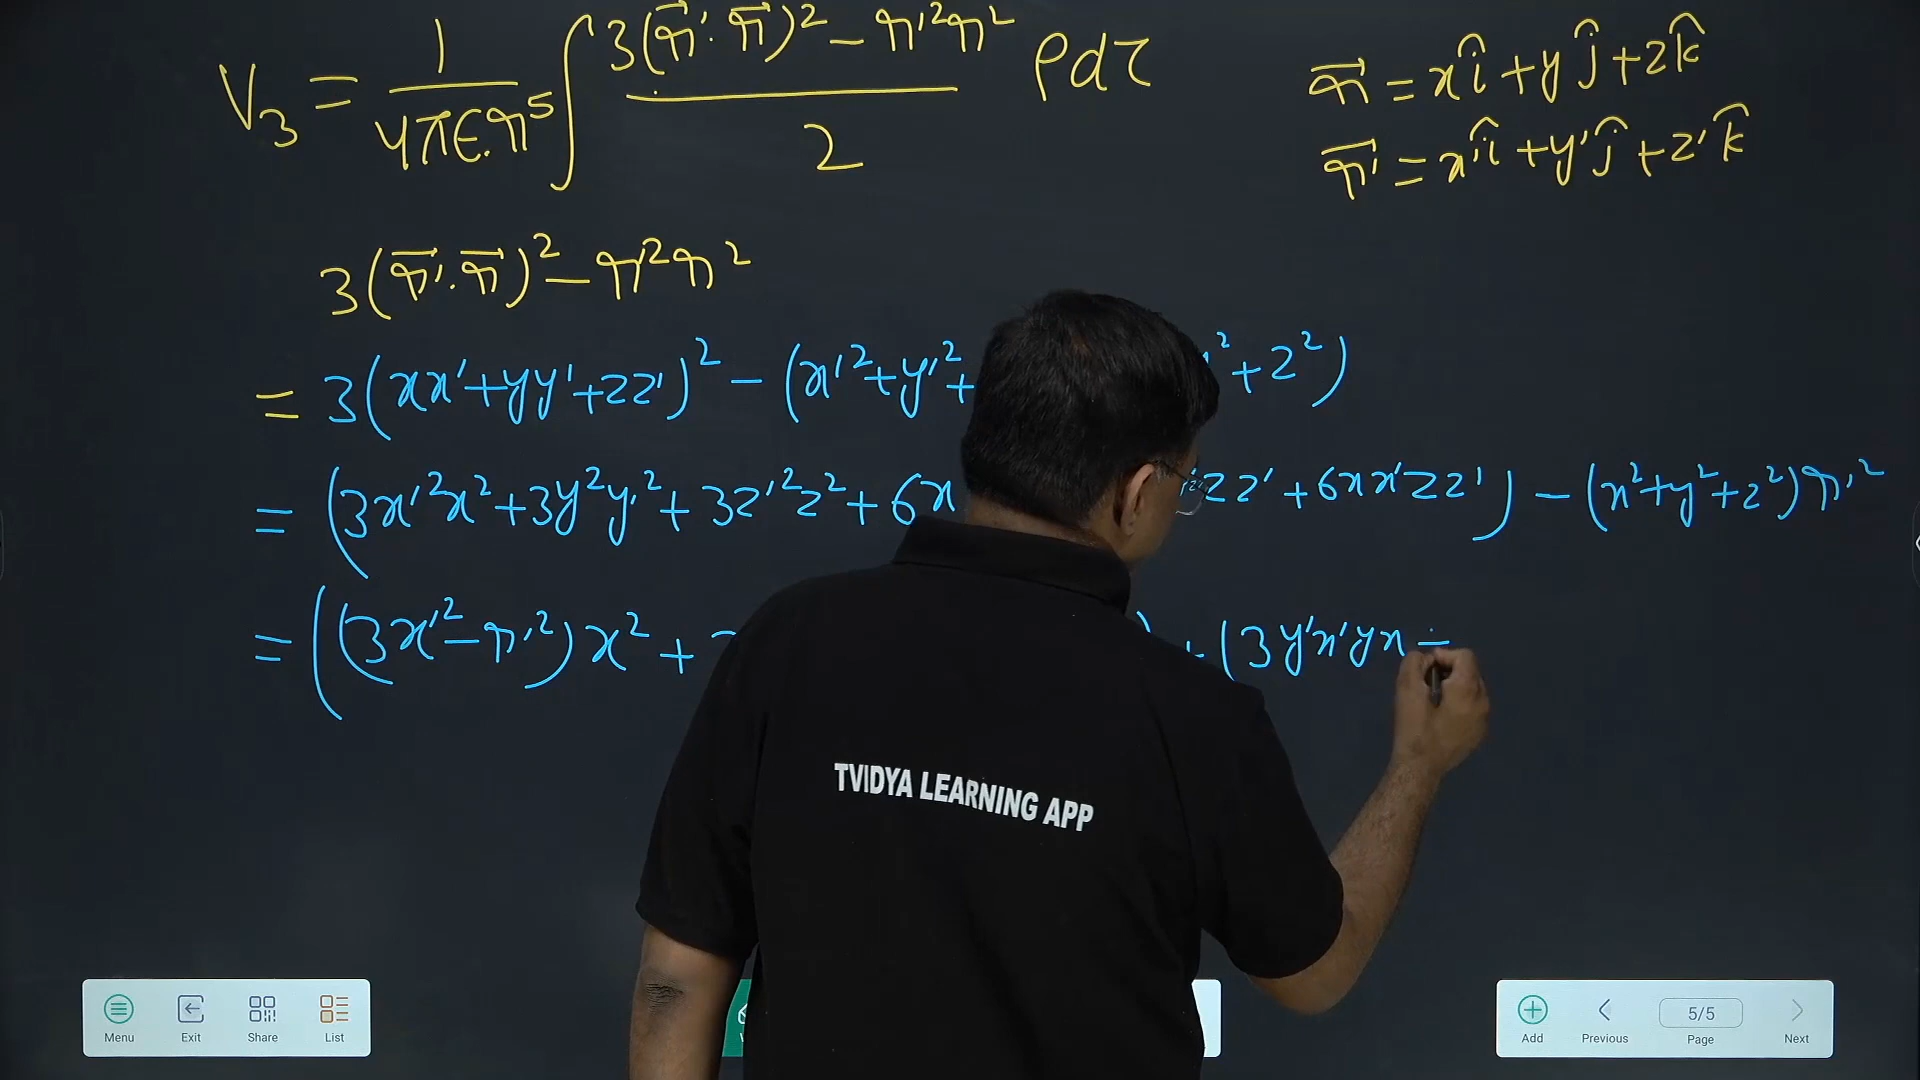 V₃ = 1/4πε₀r⁵ ∫ 3(r⃗'·r⃗)² − r'²r² / 2 ρdτ
r⃗ = xî + yĵ + zk̂
r⃗' = x'î + y'ĵ + z'k̂
3(r⃗'·r⃗)² − r'²r²
= 3(xx' + yy' + zz')² − (x'² + y'² + ² + z²)
= (3x'²x² + 3y²y'² + 3z'²z² + 6x zz' + 6xx'zz') − (x² + y² + z²)r'²
= ((3x'² − r'²)x² + ) + (3y'x'yx
TVIDYA LEARNING APP
Menu Exit Share List
Add Previous 5/5 Page Next